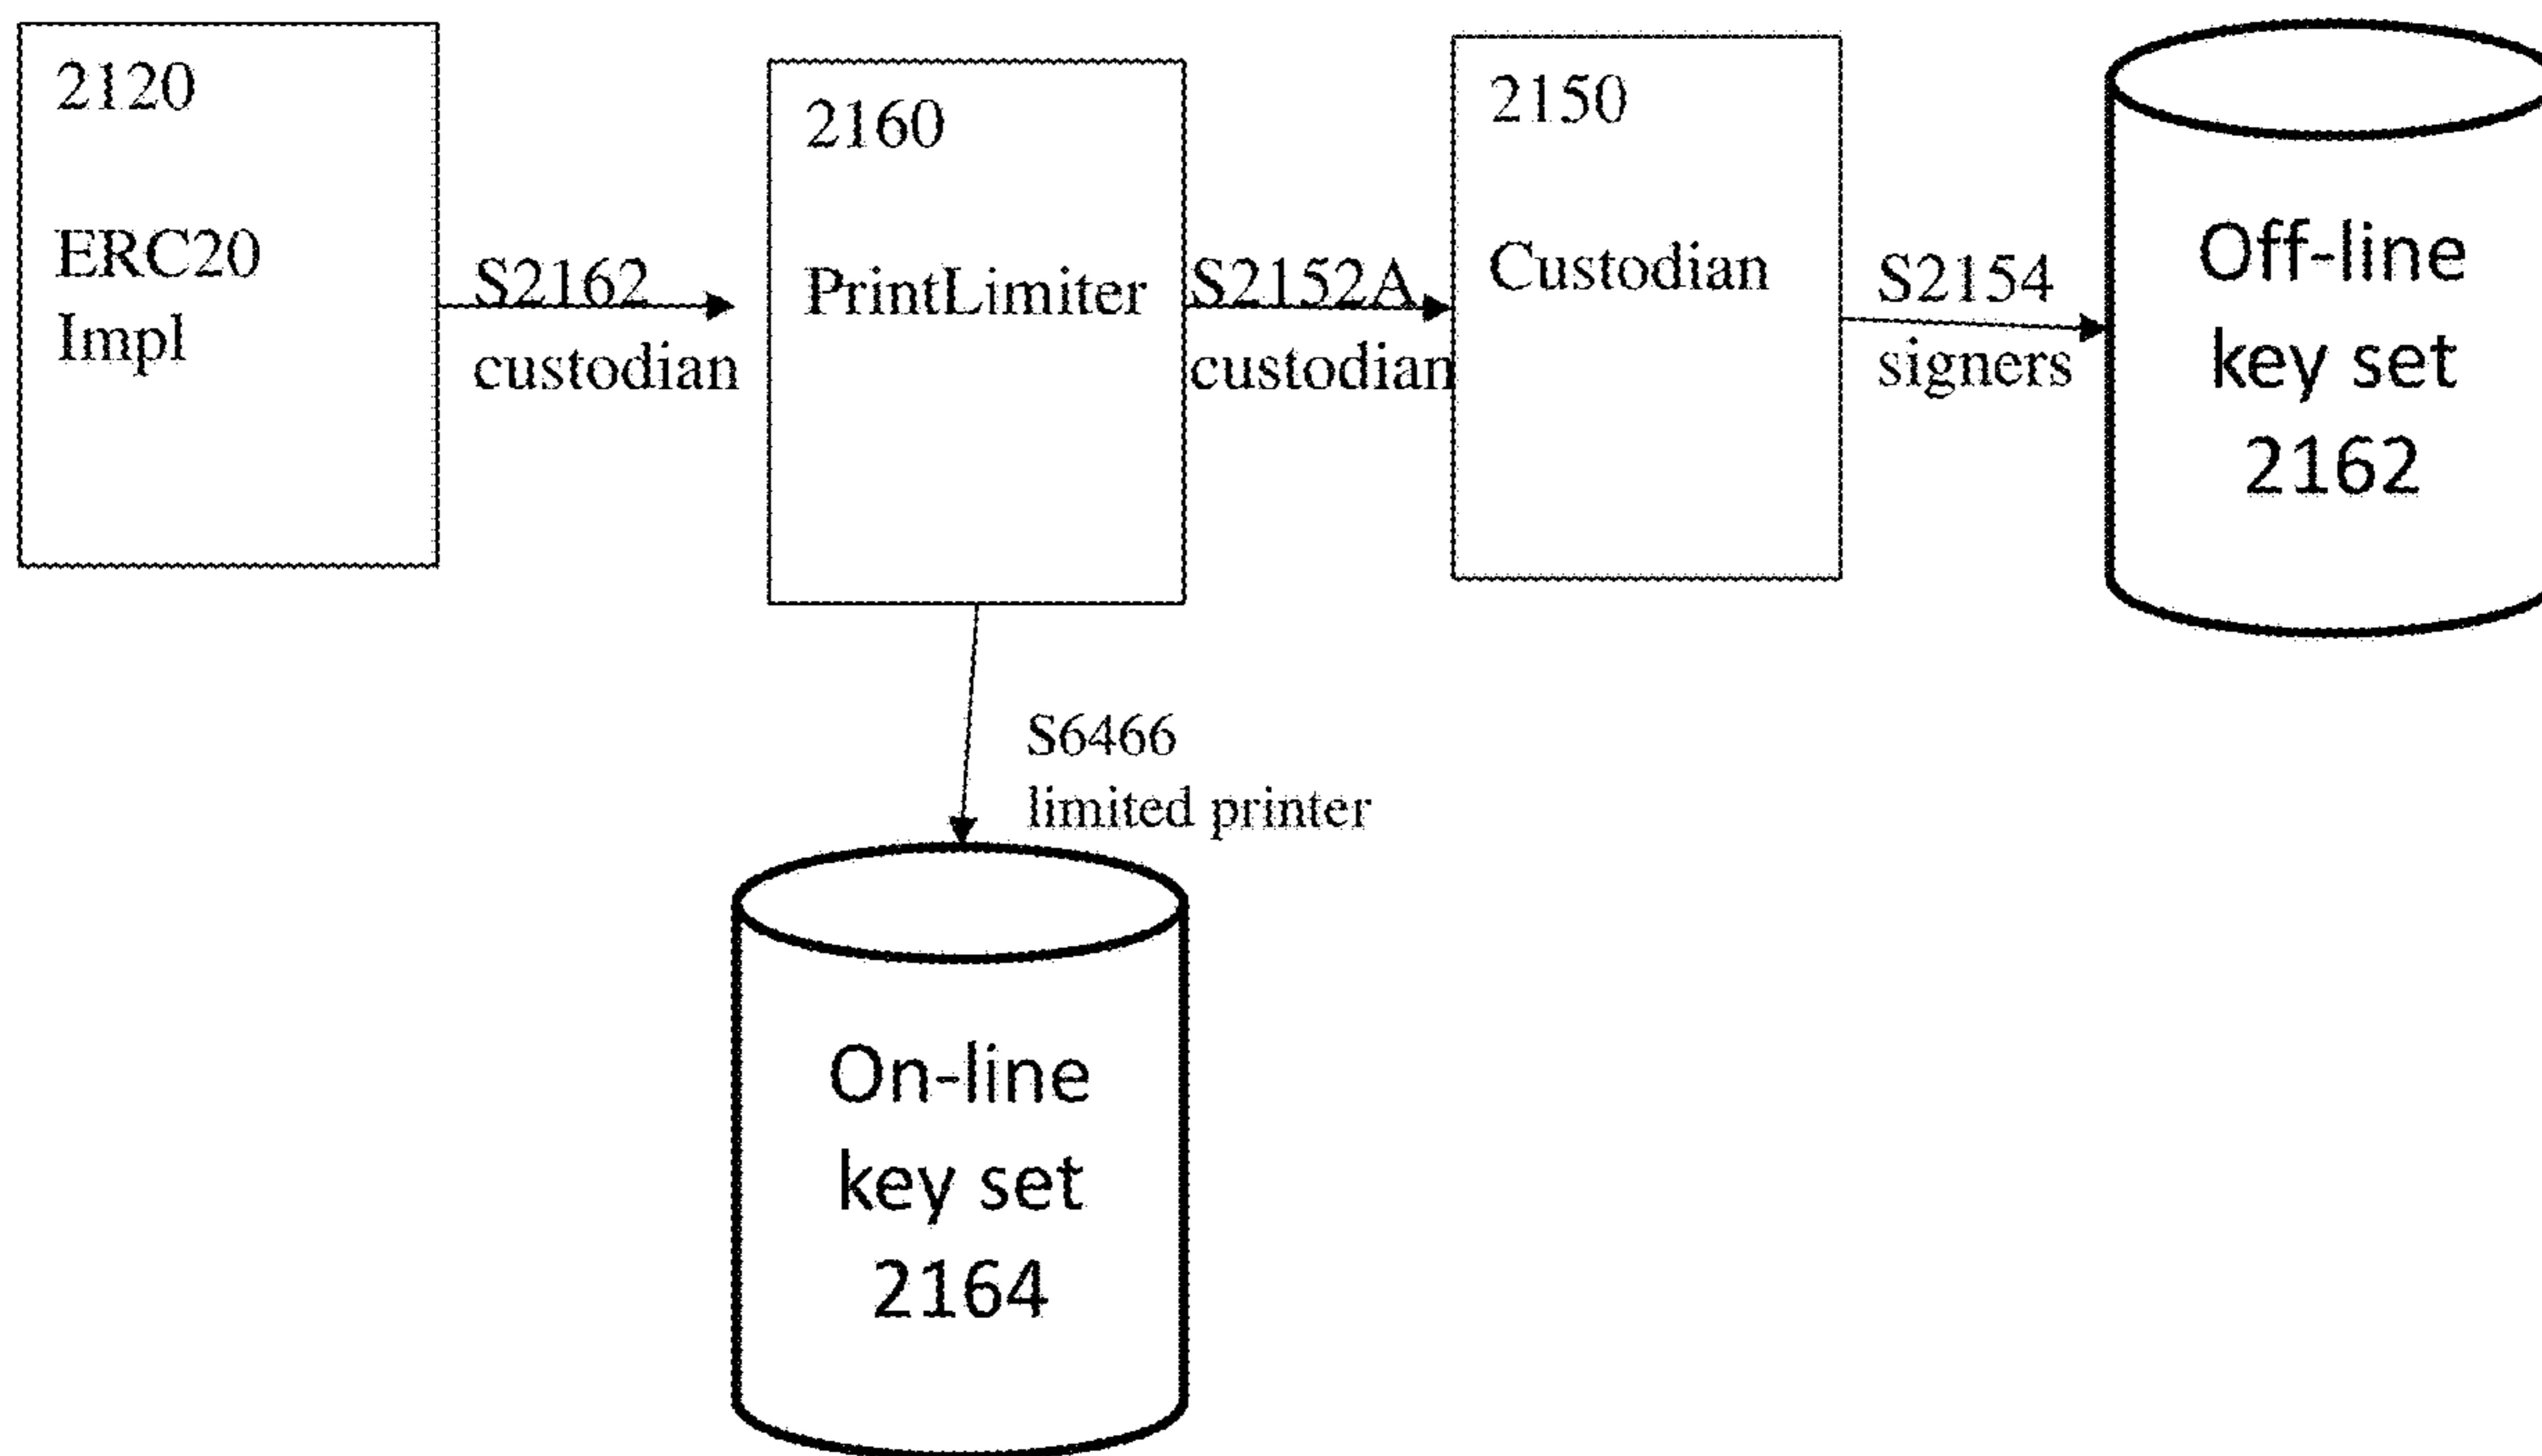 2120
ERC20
Impl
S2162
custodian
2160
PrintLimiter
S2152A
custodian
2150
Custodian
S2154
signers
Off-line
key set
2162
S6466
limited printer
On-line
key set
2164